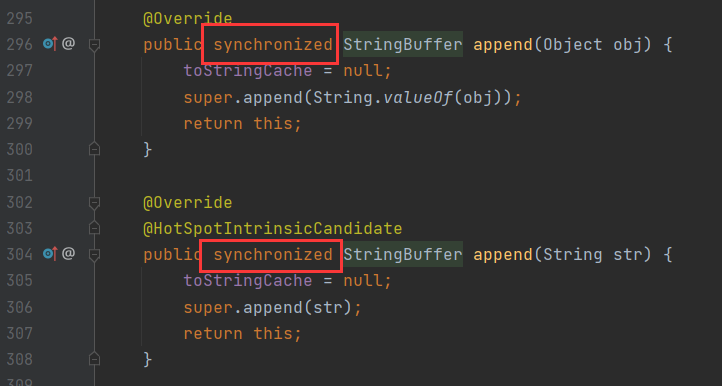 295 @Override
296 @ public synchronized StringBuffer append(Object obj) {
297 toStringCache = null;
298 super.append(String.valueOf(obj));
299 return this;
300 }
301
302 @Override
303 @HotSpotIntrinsicCandidate
304 @ public synchronized StringBuffer append(String str) {
305 toStringCache = null;
306 super.append(str);
307 return this;
308 }